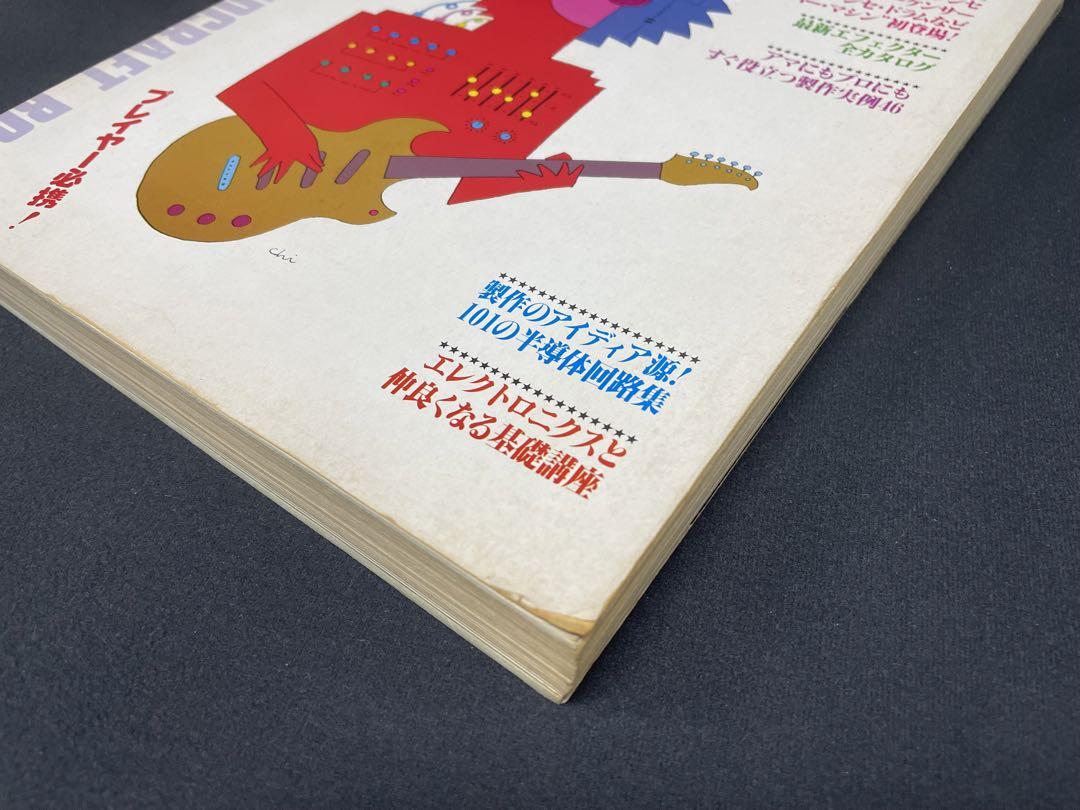 プレイヤー必携!
初登場!
最新エフェクター
全カタログ
アマにもプロにも
すぐ役立つ製作実例46
chi
製作のアイディア源!
101の半導体回路集
エレクトロニクスと
仲良くなる基礎講座